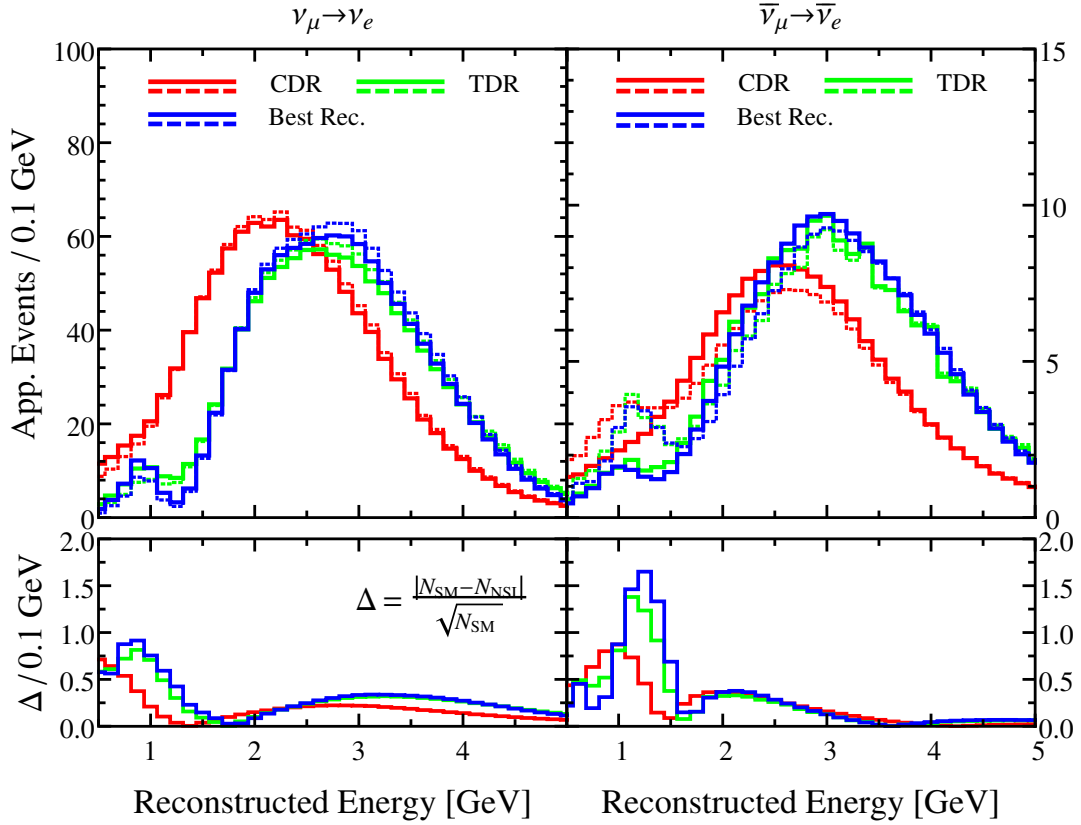 ν_μ→ν_e
ν̅_μ→ν̅_e
100
80
60
40
20
0
App. Events / 0.1 GeV
CDR
TDR
Best Rec.
CDR
TDR
Best Rec.
15
10
5
0
2.0
1.5
1.0
0.5
0.0
Δ / 0.1 GeV
Δ = |N_SM−N_NSI| / √N_SM
2.0
1.5
1.0
0.5
0.0
1 2 3 4
1 2 3 4 5
Reconstructed Energy [GeV]
Reconstructed Energy [GeV]